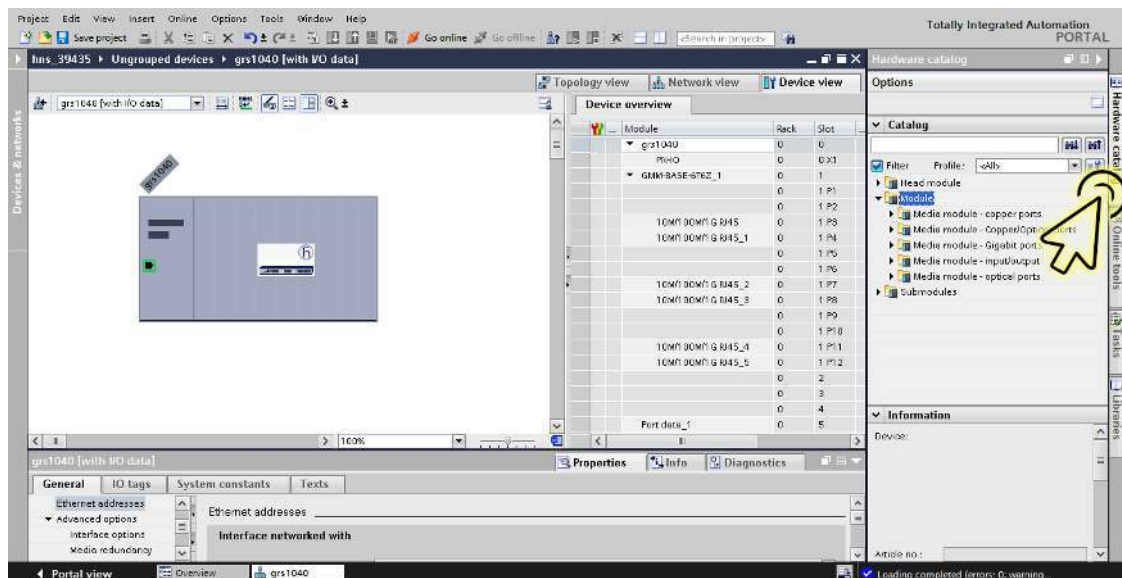 Project Edit View Insert Online Options Tools Window Help
Totally Integrated Automation
PORTAL
Save project
Go online
Go offline
<Search in project>
hns_39435 ▸ Ungrouped devices ▸ grs1040 [with I/O data]
Hardware catalog
Topology view
Network view
Device view
Options
grs1040 [with I/O data]
Device overview
Module Rack Slot
grs1040 0 0
PN-IO 0 0 X1
GMM-BASE-6T6Z_1 0 1
0 1 P1
0 1 P2
10M/100M/1G RJ45 0 1 P3
10M/100M/1G RJ45_1 0 1 P4
0 1 P5
0 1 P6
10M/100M/1G RJ45_2 0 1 P7
10M/100M/1G RJ45_3 0 1 P8
0 1 P9
0 1 P10
10M/100M/1G RJ45_4 0 1 P11
10M/100M/1G RJ45_5 0 1 P12
0 2
0 3
0 4
Port data_1 0 5
grs1040
100%
Catalog
Filter Profile: <All>
Head module
Module
Media module - copper ports
Media module - Copper/Optical ports
Media module - Gigabit ports
Media module - input/output
Media module - optical ports
Submodules
Information
Device:
Article no.:
Hardware catalog
Online tools
Tasks
Libraries
Devices & networks
grs1040 [with I/O data]
Properties Info Diagnostics
General IO tags System constants Texts
Ethernet addresses
Advanced options
Interface options
Media redundancy
Ethernet addresses
Interface networked with
Portal view Overview grs1040
Loading completed (errors: 0; warning...